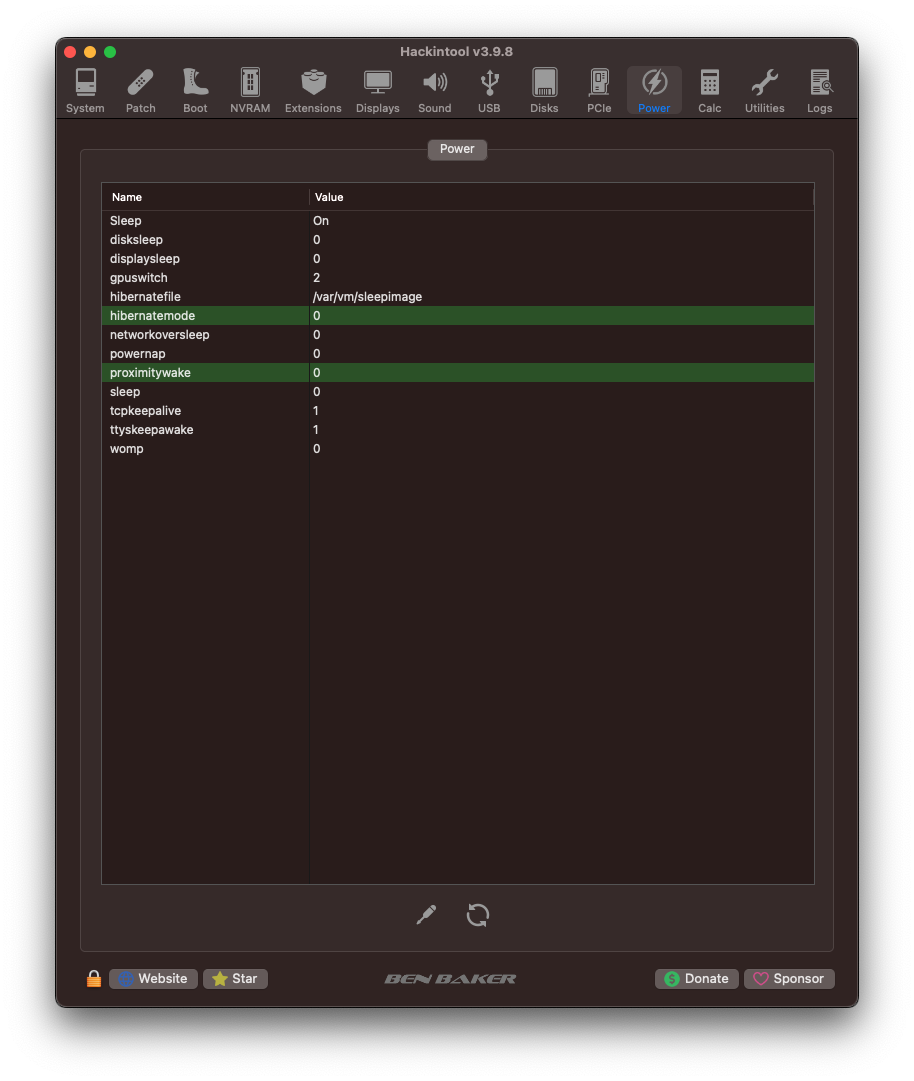 Hackintool v3.9.8
System Patch Boot NVRAM Extensions Displays Sound USB Disks PCIe Power Calc Utilities Logs
Power
Name Value
Sleep On
disksleep 0
displaysleep 0
gpuswitch 2
hibernatefile /var/vm/sleepimage
hibernatemode 0
networkoversleep 0
powernap 0
proximitywake 0
sleep 0
tcpkeepalive 1
ttyskeepawake 1
womp 0
Website Star BEN BAKER Donate Sponsor